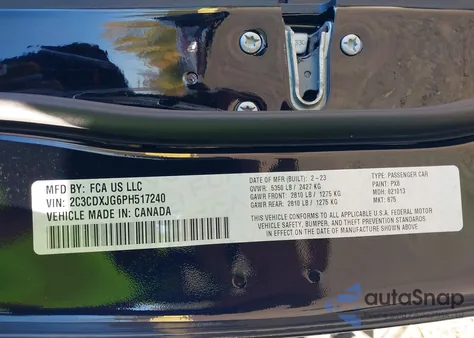 MFD BY: FCA US LLC
VIN: 2C3CDXJG6PH517240
VEHICLE MADE IN: CANADA
DATE OF MFR (BUILT): 2-23
GVWR: 5350 LB / 2427 KG
GAWR FRONT: 2810 LB / 1275 KG
GAWR REAR: 2810 LB / 1275 KG
TYPE: PASSENGER CAR
PAINT: PX8
MDH: 021013
MKT: 875
THIS VEHICLE CONFORMS TO ALL APPLICABLE U.S.A. FEDERAL MOTOR
VEHICLE SAFETY, BUMPER, AND THEFT PREVENTION STANDARDS
IN EFFECT ON THE DATE OF MANUFACTURE SHOWN ABOVE.
autoSnap